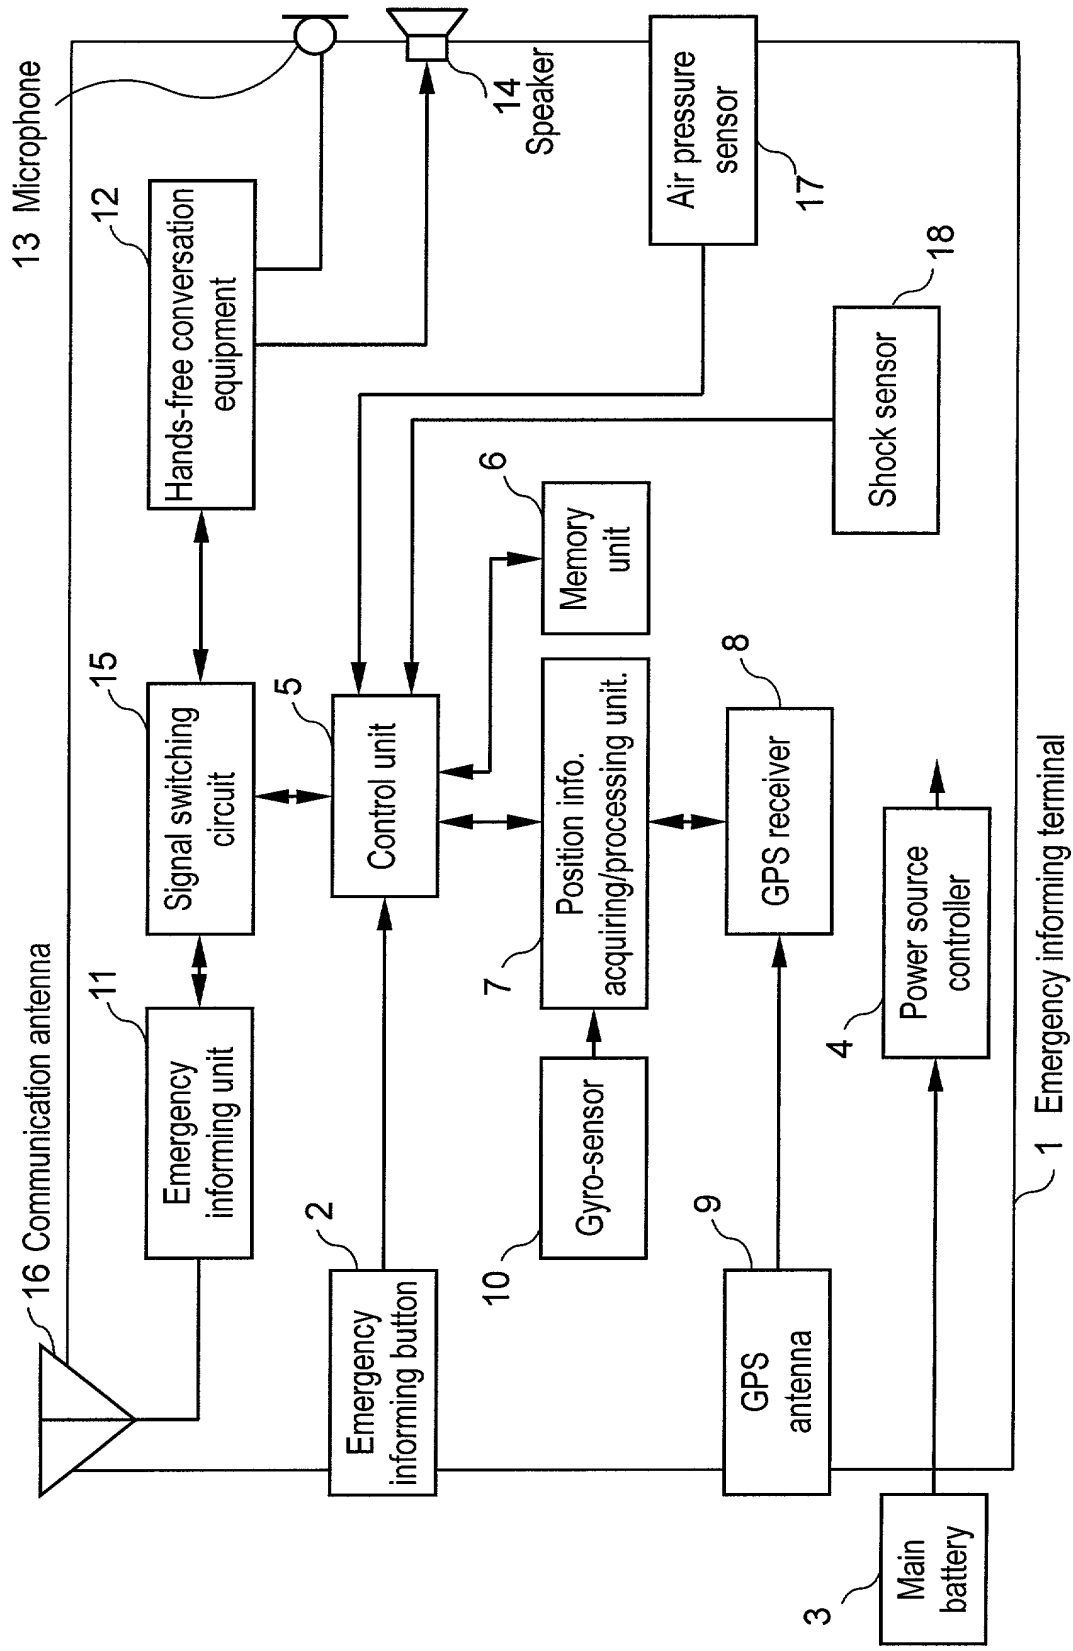 16 Communication antenna
13 Microphone
11
Emergency
informing unit
15
Signal switching
circuit
12
Hands-free conversation
equipment
14
Speaker
2
Emergency
informing button
5
Control unit
10
Gyro-sensor
7
Position info.
acquiring/processing unit.
6
Memory
unit
Air pressure
sensor
17
9
GPS
antenna
8
GPS receiver
Shock sensor
18
3
Main
battery
4
Power source
controller
1 Emergency informing terminal